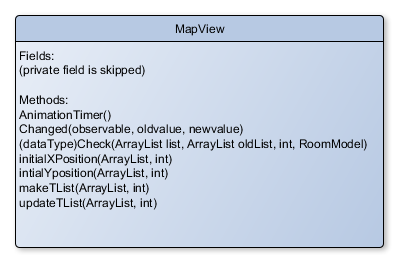 MapView
Fields:
(private field is skipped)
Methods:
AnimationTimer()
Changed(observable, oldvalue, newvalue)
(dataType)Check(ArrayList list, ArrayList oldList, int, RoomModel)
initialXPosition(ArrayList, int)
intialYposition(ArrayList, int)
makeTList(ArrayList, int)
updateTList(ArrayList, int)